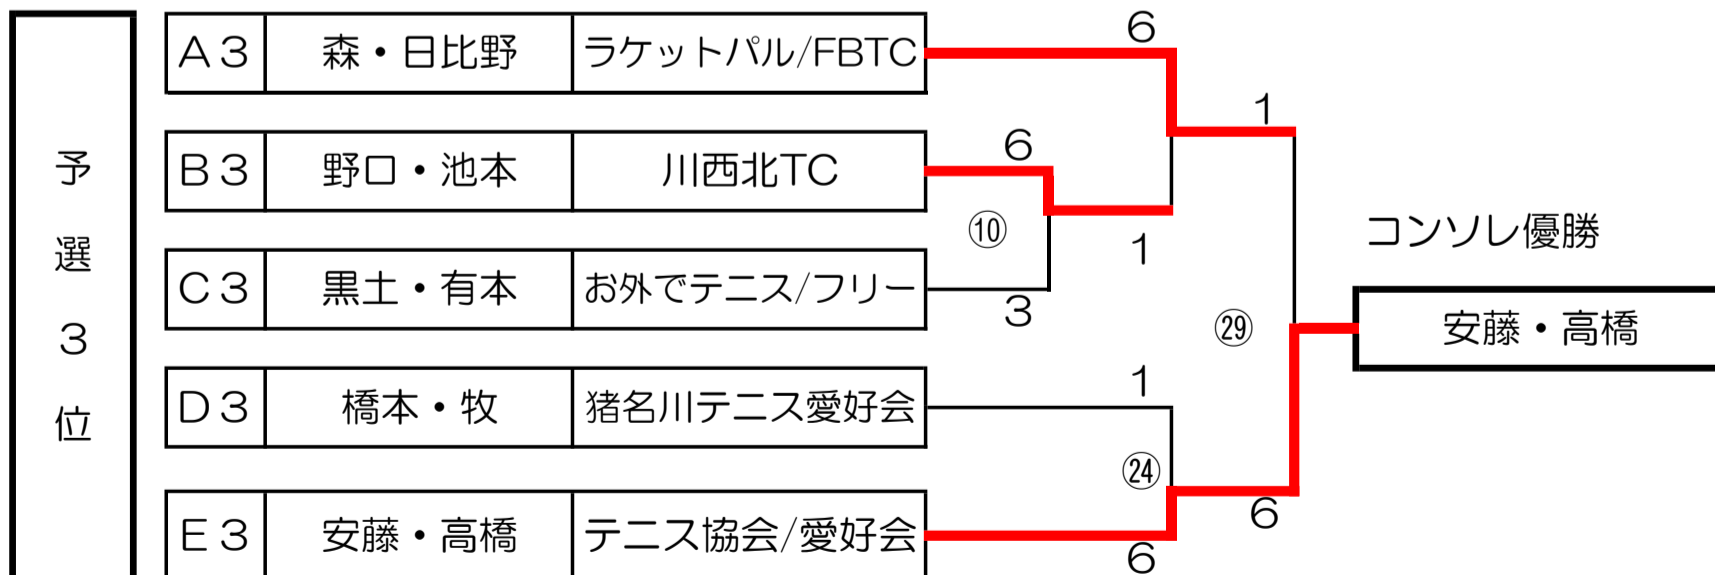 予選3位
A3 森・日比野 ラケットパル/FBTC
6
1
B3 野口・池本 川西北TC
6
⑩
1
コンソレ優勝
C3 黒土・有本 お外でテニス/フリー
3
㉙
安藤・高橋
D3 橋本・牧 猪名川テニス愛好会
1
㉔
6
E3 安藤・高橋 テニス協会/愛好会
6